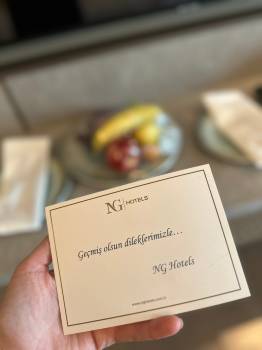 NG HOTELS
Geçmiş olsun dileklerimizle...
NG Hotels
www.nghotels.com.tr